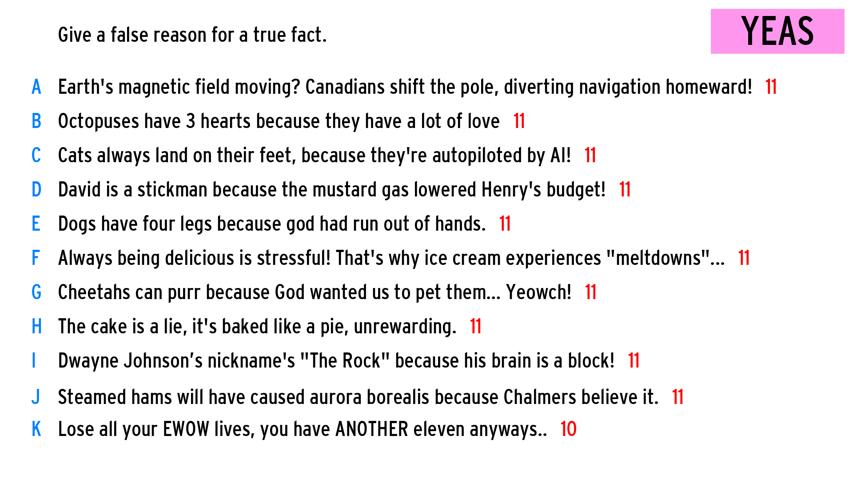 Give a false reason for a true fact.
YEAS
A Earth's magnetic field moving? Canadians shift the pole, diverting navigation homeward! 11
B Octopuses have 3 hearts because they have a lot of love 11
C Cats always land on their feet, because they're autopiloted by AI! 11
D David is a stickman because the mustard gas lowered Henry's budget! 11
E Dogs have four legs because god had run out of hands. 11
F Always being delicious is stressful! That's why ice cream experiences "meltdowns"... 11
G Cheetahs can purr because God wanted us to pet them... Yeowch! 11
H The cake is a lie, it's baked like a pie, unrewarding. 11
I Dwayne Johnson’s nickname's "The Rock" because his brain is a block! 11
J Steamed hams will have caused aurora borealis because Chalmers believe it. 11
K Lose all your EWOW lives, you have ANOTHER eleven anyways.. 10